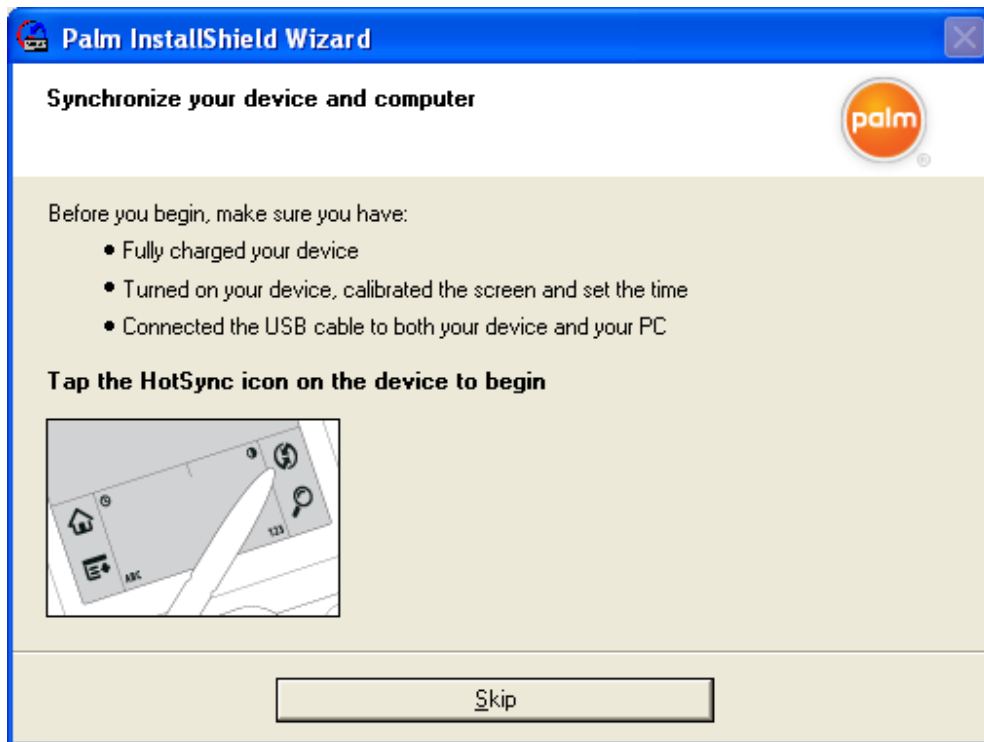 Palm InstallShield Wizard
Synchronize your device and computer
palm
®
Before you begin, make sure you have:
• Fully charged your device
• Turned on your device, calibrated the screen and set the time
• Connected the USB cable to both your device and your PC
Tap the HotSync icon on the device to begin
ABC
123
Skip